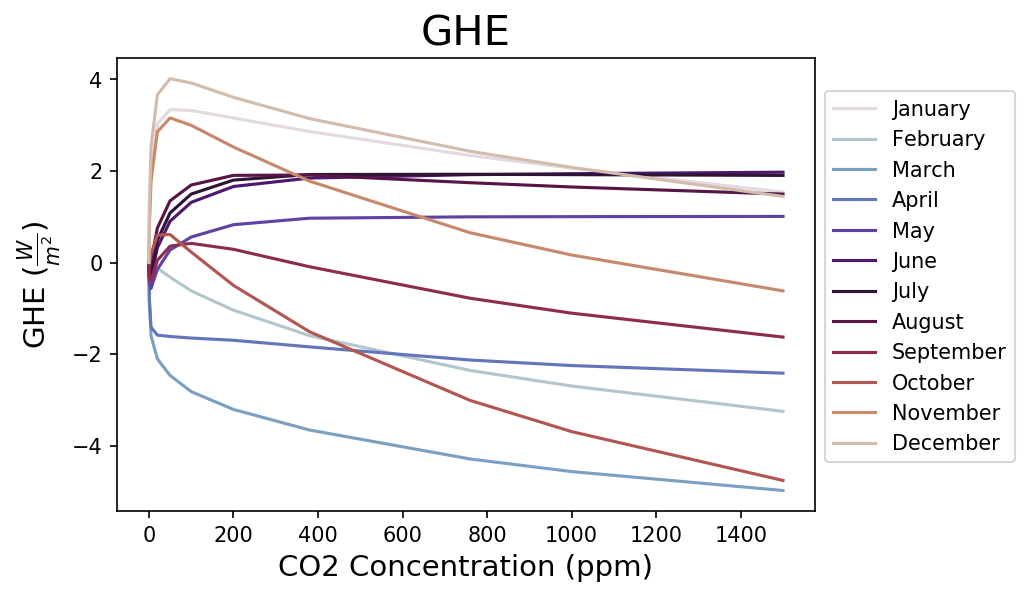 GHE
4
2
0
−2
−4
GHE (W/m²)
0
200
400
600
800
1000
1200
1400
CO2 Concentration (ppm)
January
February
March
April
May
June
July
August
September
October
November
December